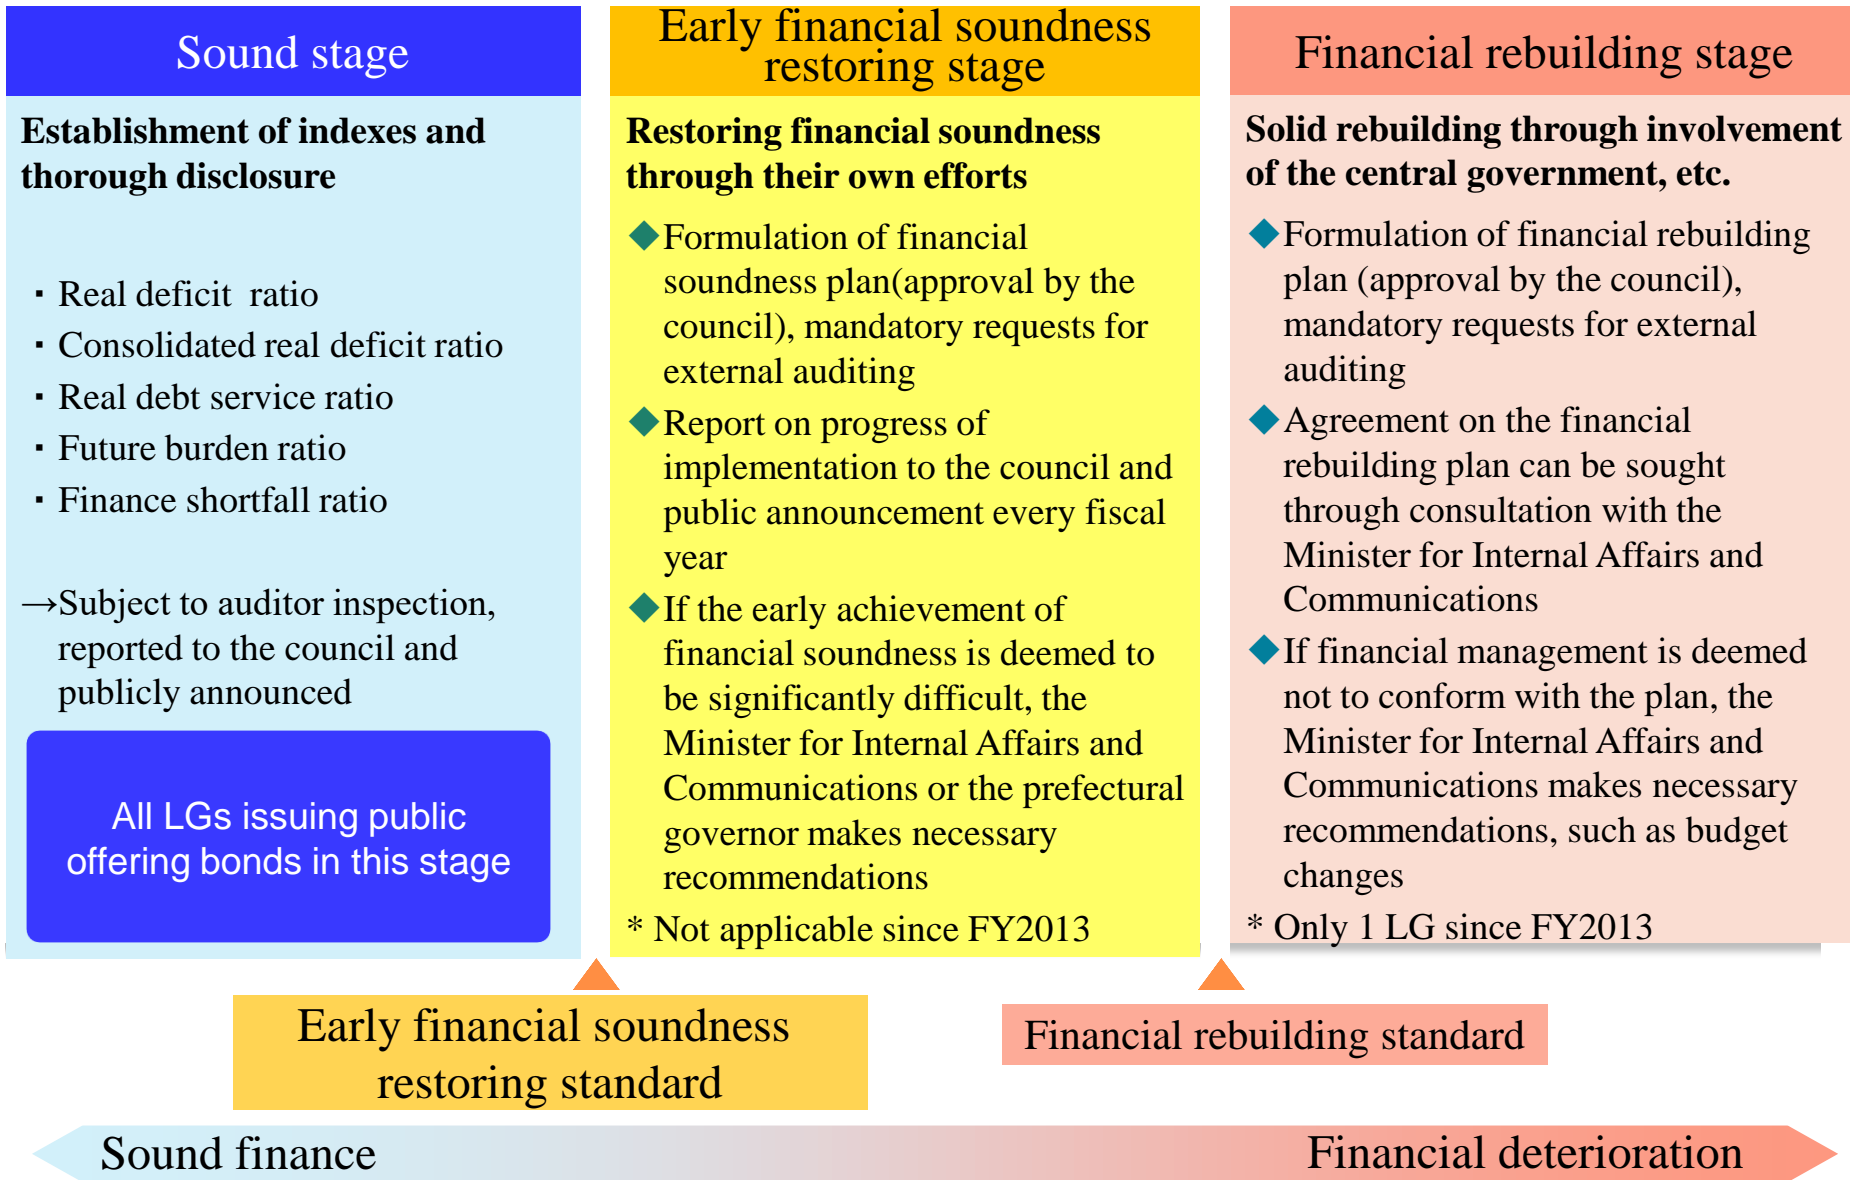 Sound stage
Establishment of indexes and
thorough disclosure
・Real deficit ratio
・Consolidated real deficit ratio
・Real debt service ratio
・Future burden ratio
・Finance shortfall ratio
→Subject to auditor inspection,
reported to the council and
publicly announced
All LGs issuing public
offering bonds in this stage
Early financial soundness
restoring stage
Restoring financial soundness
through their own efforts
◆Formulation of financial
soundness plan(approval by the
council), mandatory requests for
external auditing
◆Report on progress of
implementation to the council and
public announcement every fiscal
year
◆If the early achievement of
financial soundness is deemed to
be significantly difficult, the
Minister for Internal Affairs and
Communications or the prefectural
governor makes necessary
recommendations
* Not applicable since FY2013
Financial rebuilding stage
Solid rebuilding through involvement
of the central government, etc.
◆Formulation of financial rebuilding
plan (approval by the council),
mandatory requests for external
auditing
◆Agreement on the financial
rebuilding plan can be sought
through consultation with the
Minister for Internal Affairs and
Communications
◆If financial management is deemed
not to conform with the plan, the
Minister for Internal Affairs and
Communications makes necessary
recommendations, such as budget
changes
* Only 1 LG since FY2013
Early financial soundness
restoring standard
Financial rebuilding standard
Sound finance
Financial deterioration